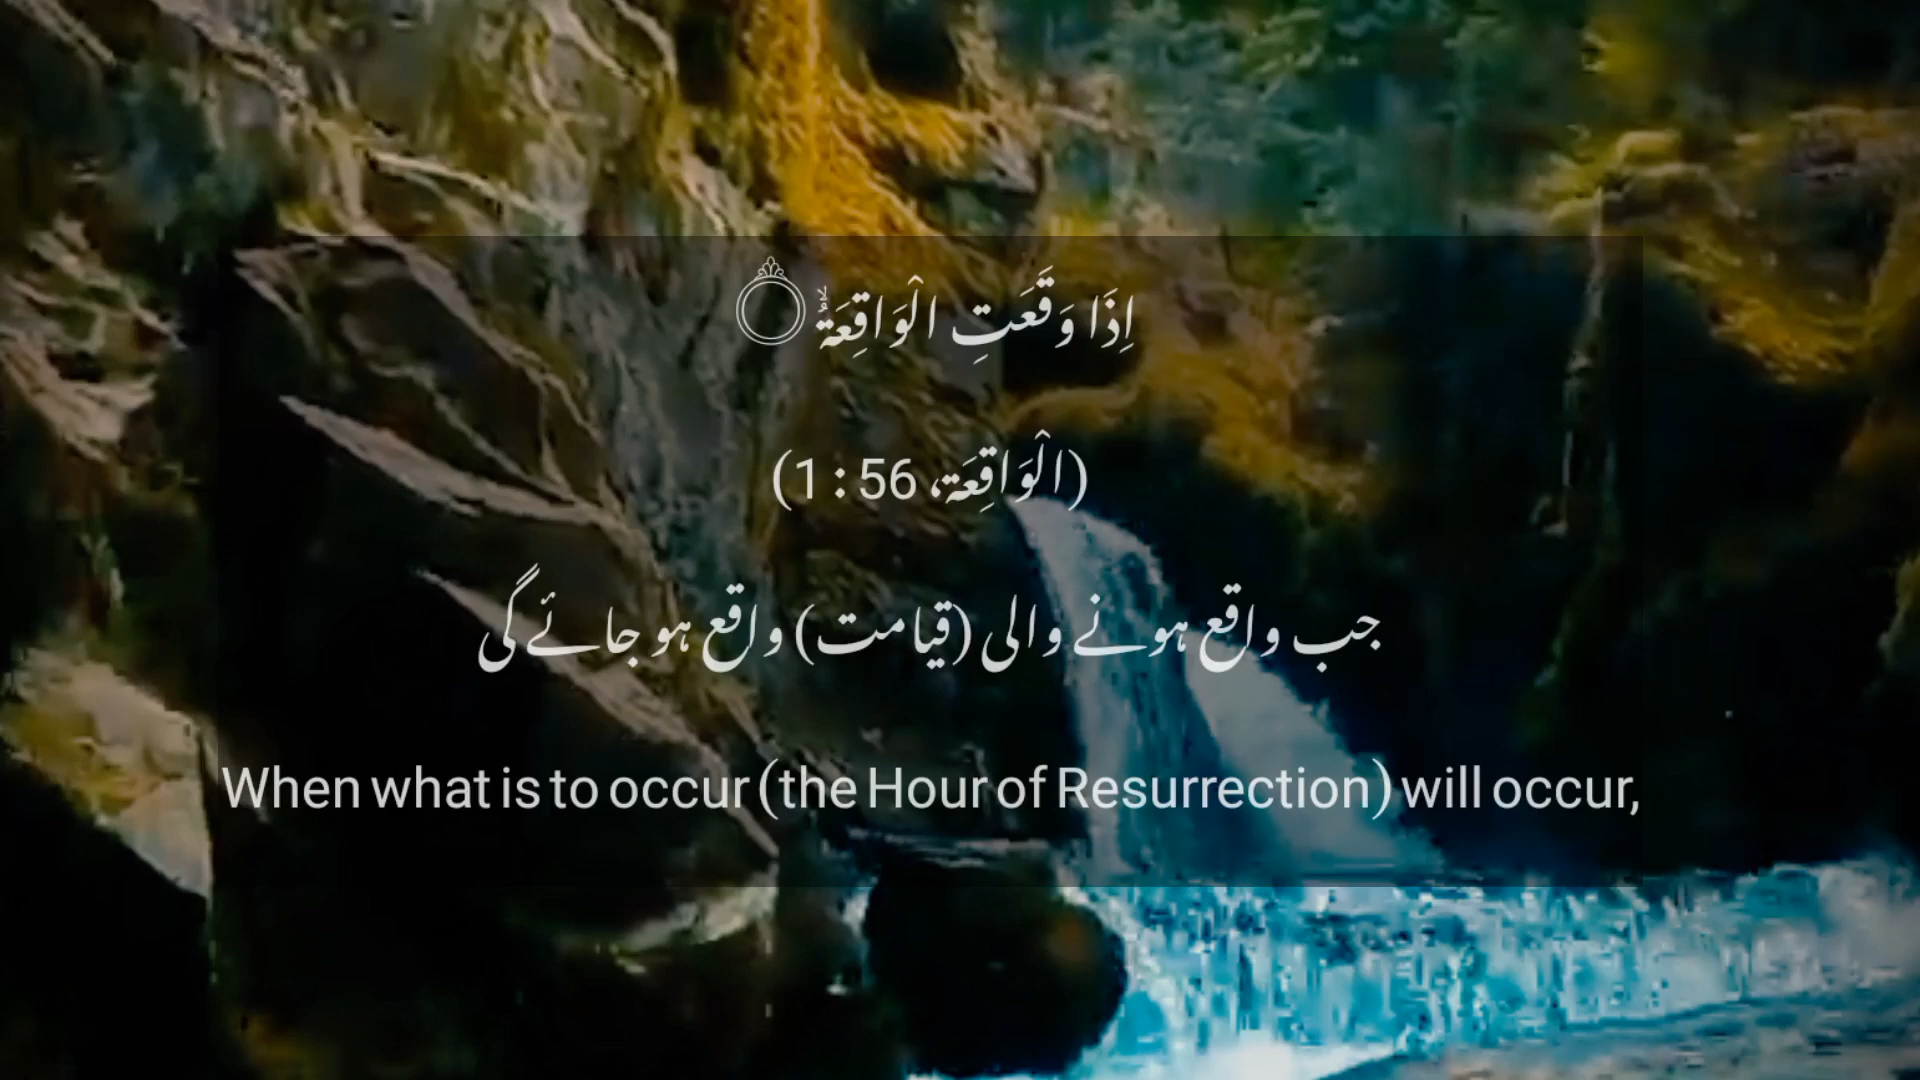 اِذَا وَقَعَتِ الْوَاقِعَةُۙ۝
(الْوَاقِعَة، 56 : 1)
جب واقع ہونے والی (قیامت) واقع ہو جائے گی
When what is to occur (the Hour of Resurrection) will occur,